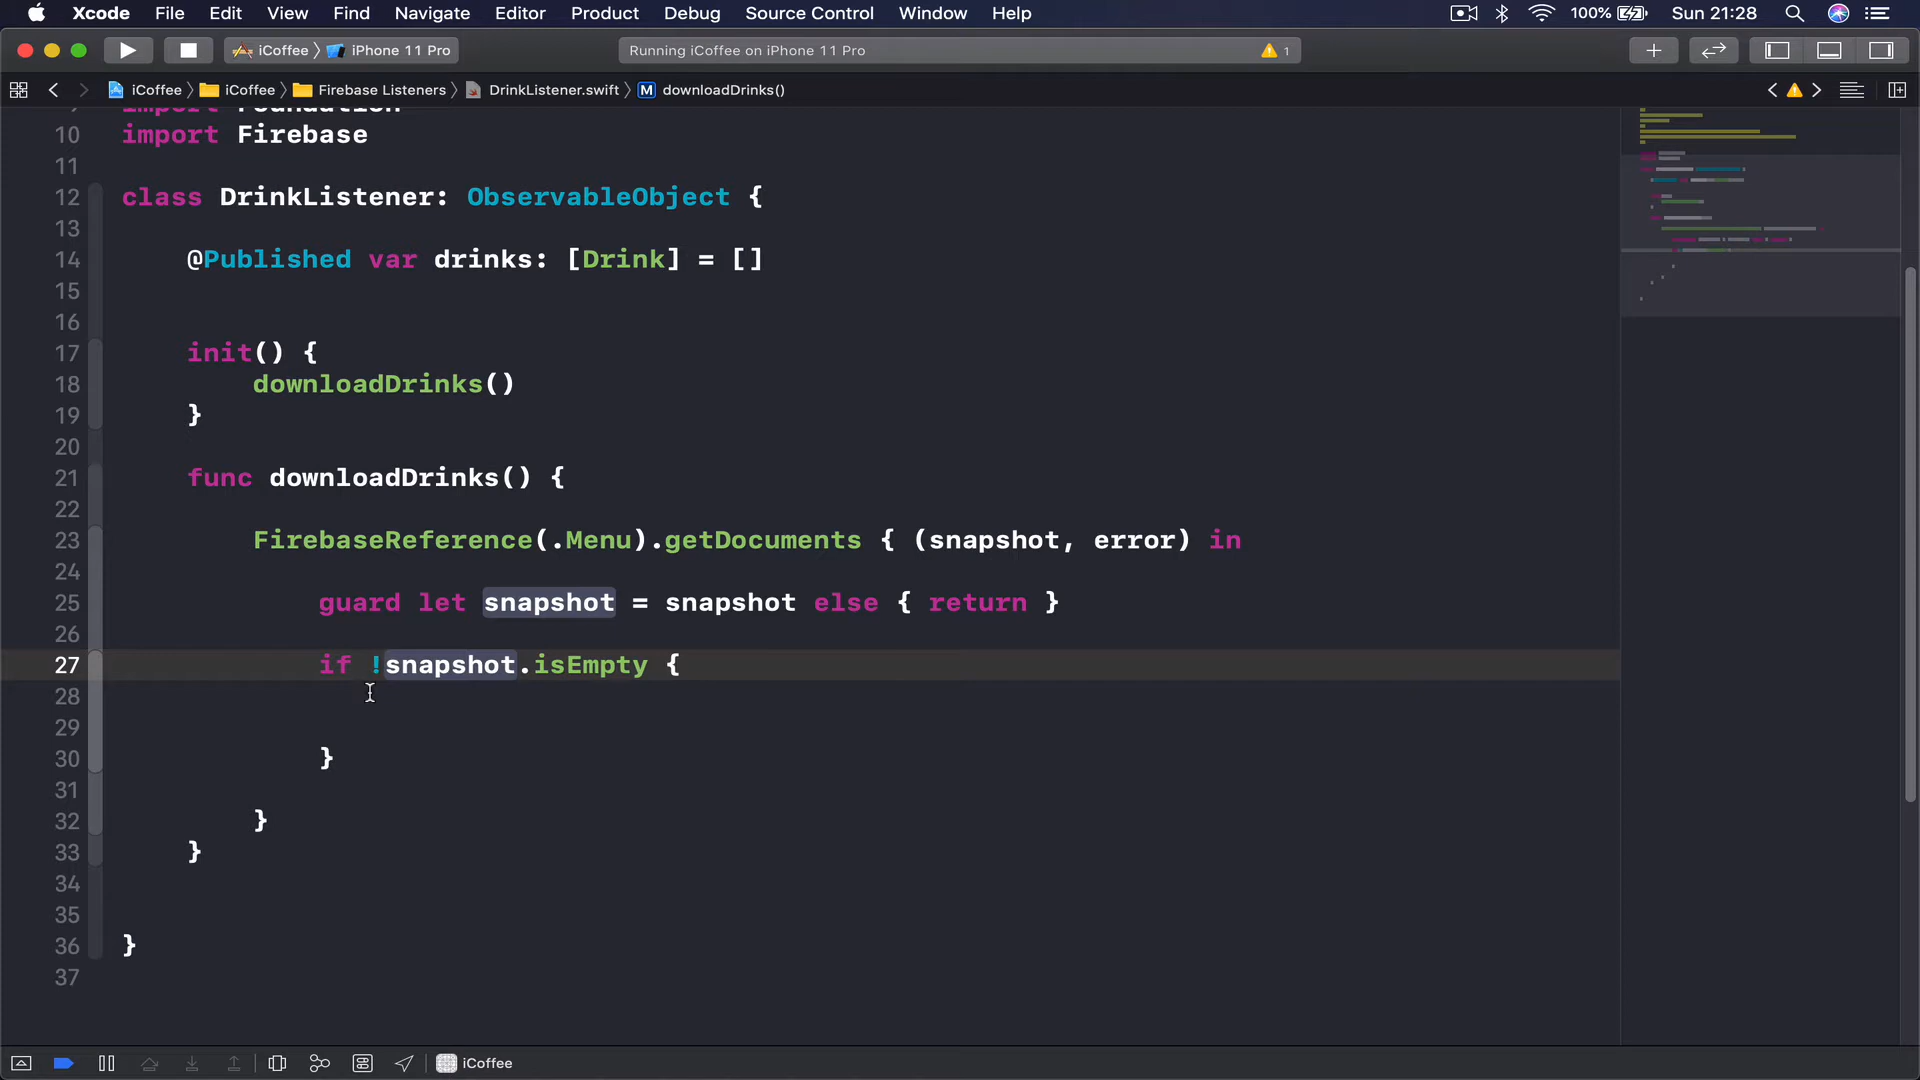 Xcode File Edit View Find Navigate Editor Product Debug Source Control Window Help 100% Sun 21:28
iCoffee iPhone 11 Pro Running iCoffee on iPhone 11 Pro 1
iCoffee iCoffee Firebase Listeners DrinkListener.swift M downloadDrinks()
import Foundation
10 import Firebase
11
12 class DrinkListener: ObservableObject {
13
14 @Published var drinks: [Drink] = []
15
16
17 init() {
18 downloadDrinks()
19 }
20
21 func downloadDrinks() {
22
23 FirebaseReference(.Menu).getDocuments { (snapshot, error) in
24
25 guard let snapshot = snapshot else { return }
26
27 if !snapshot.isEmpty {
28
29
30 }
31
32 }
33 }
34
35
36 }
37
iCoffee